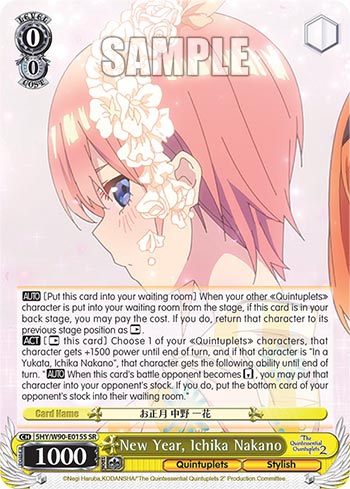 LEVEL
0
0
COST
SAMPLE
AUTO [Put this card into your waiting room] When your other «Quintuplets»
character is put into your waiting room from the stage, if this card is in your
back stage, you may pay the cost. If you do, return that character to its
previous stage position as
ACT [ this card] Choose 1 of your «Quintuplets» characters, that
character gets +1500 power until end of turn, and if that character is "In a
Yukata, Ichika Nakano", that character gets the following ability until end of
turn. "AUTO When this card's battle opponent becomes , you may put that
character into your opponent's stock. If you do, put the bottom card of your
opponent's stock into their waiting room."
Card Name お正月 中野 一花
CH 5HY/W90-E015S SR
New Year, Ichika Nakano
The Quintessential Quintuplets 2
1000
Quintuplets Stylish
©Negi Haruba,KODANSHA/"The Quintessential Quintuplets 2" Production Committee.